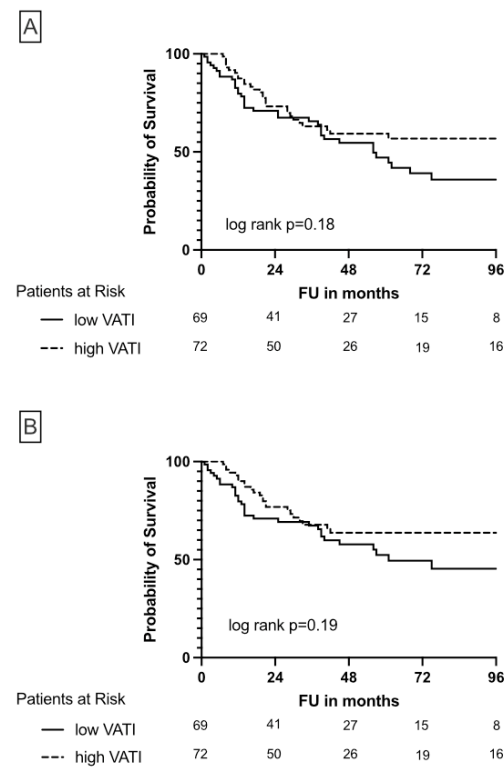 A
Probability of Survival
100
50
0
log rank p=0.18
0 24 48 72 96
FU in months
Patients at Risk
low VATI 69 41 27 15 8
high VATI 72 50 26 19 16
B
Probability of Survival
100
50
0
log rank p=0.19
0 24 48 72 96
FU in months
Patients at Risk
low VATI 69 41 27 15 8
high VATI 72 50 26 19 16